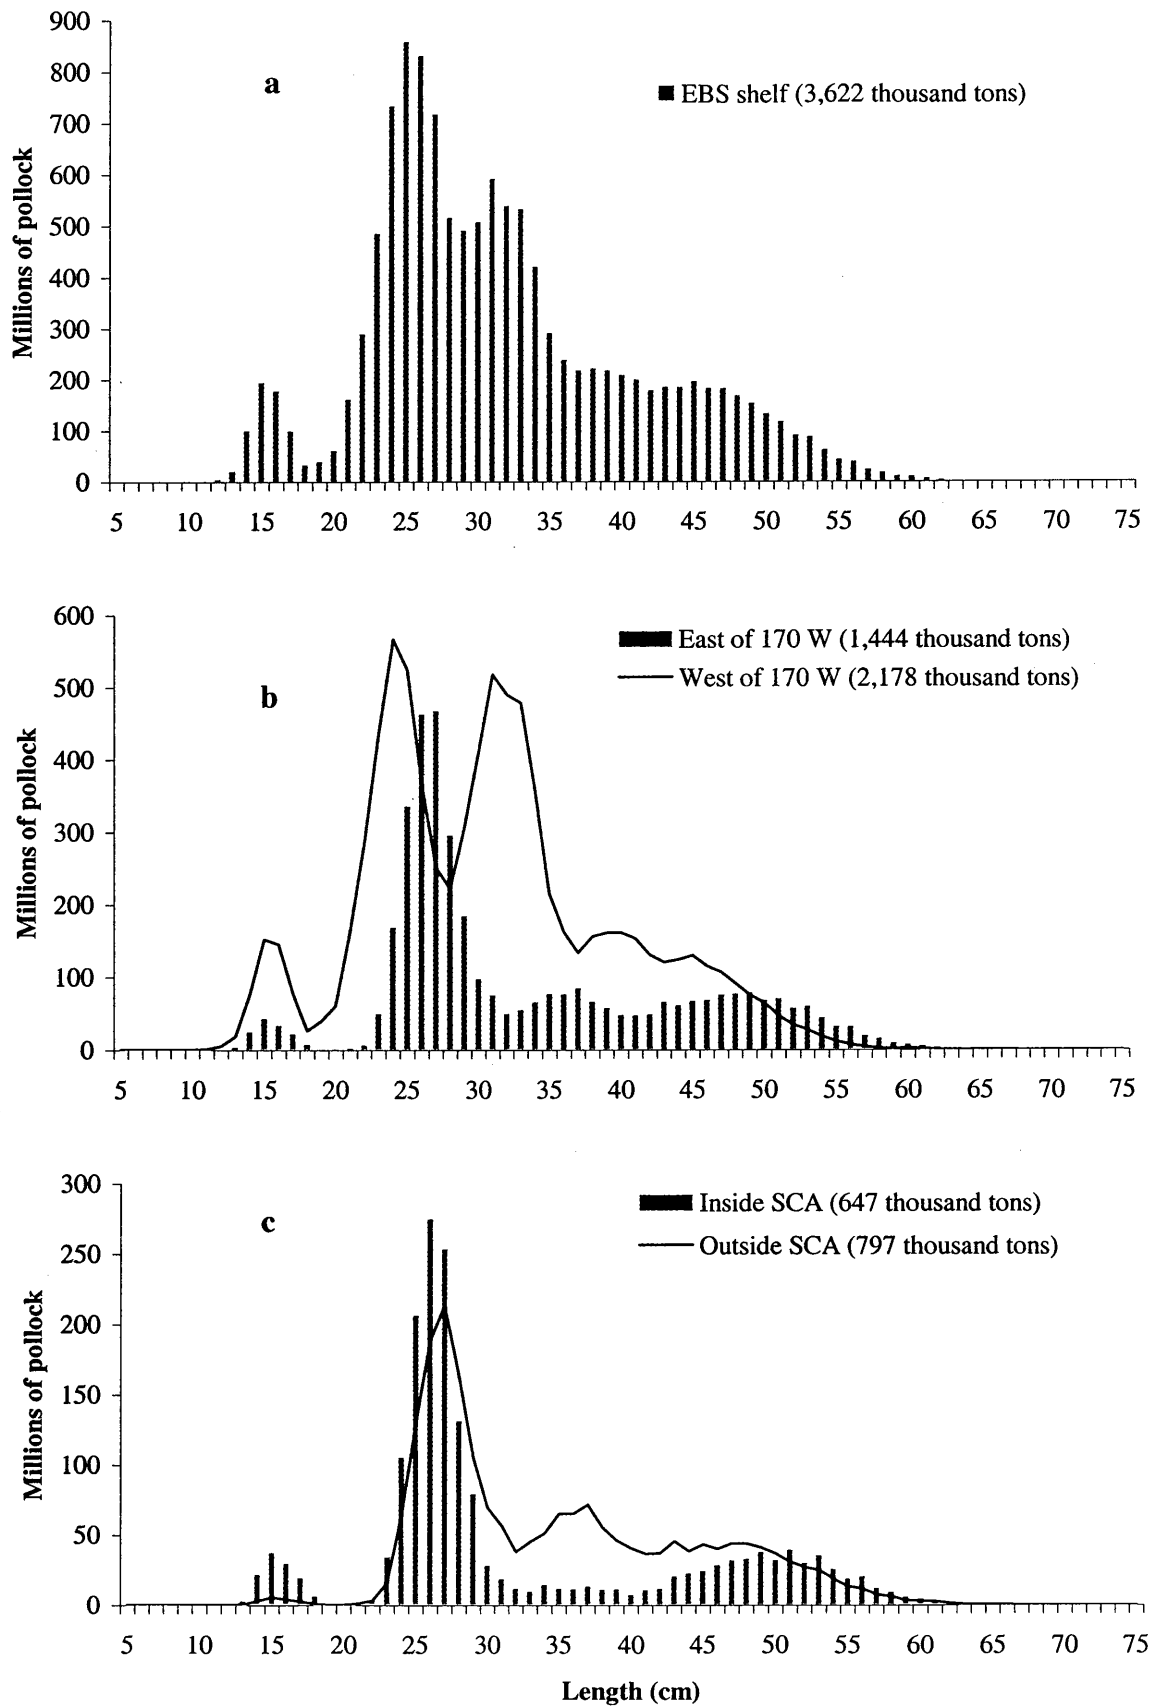 900
800
700
600
500
400
300
200
100
0
Millions of pollock
a
EBS shelf (3,622 thousand tons)
5 10 15 20 25 30 35 40 45 50 55 60 65 70 75
600
500
400
300
200
100
0
Millions of pollock
b
East of 170 W (1,444 thousand tons)
West of 170 W (2,178 thousand tons)
5 10 15 20 25 30 35 40 45 50 55 60 65 70 75
300
250
200
150
100
50
0
Millions of pollock
c
Inside SCA (647 thousand tons)
Outside SCA (797 thousand tons)
5 10 15 20 25 30 35 40 45 50 55 60 65 70 75
Length (cm)